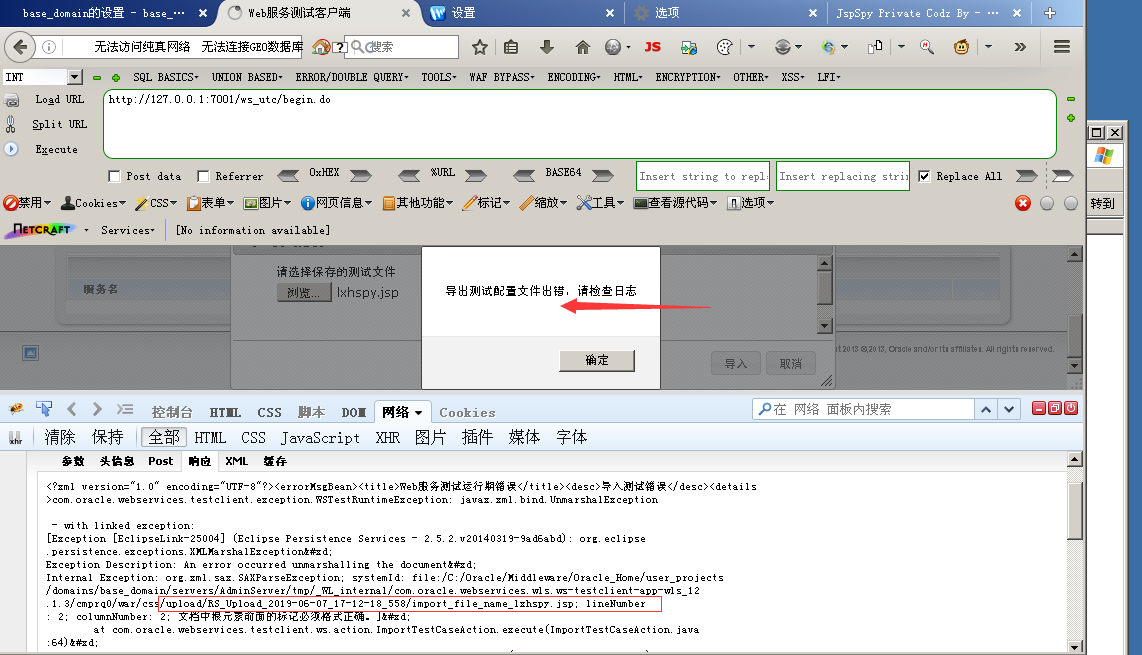 base_domain的设置 - base_…
Web服务测试客户端
设置
选项
JspSpy Private Codz By - …
无法访问纯真网络 无法连接GEO数据库
?
搜索
JS
INT
SQL BASICS
UNION BASED
ERROR/DOUBLE QUERY
TOOLS
WAF BYPASS
ENCODING
HTML
ENCRYPTION
OTHER
XSS
LFI
Load URL
http://127.0.0.1:7001/ws_utc/begin.do
Split URL
Execute
Post data
Referrer
0xHEX
%URL
BASE64
Insert string to repl
Insert replacing stri
Replace All
禁用
Cookies
CSS
表单
图片
网页信息
其他功能
标记
缩放
工具
查看源代码
选项
转到
NETCRAFT
Services
[No information available]
请选择保存的测试文件
服务名
浏览...
lxhspy.jsp
导出测试配置文件出错，请检查日志
确定
导入
取消
t 2013 ©2013, Oracle and/or its affiliates. All rights reserved.
控制台
HTML
CSS
脚本
DOM
网络
Cookies
在 网络 面板内搜索
xhr
清除
保持
全部
HTML
CSS
JavaScript
XHR
图片
插件
媒体
字体
参数
头信息
Post
响应
XML
缓存
<?xml version="1.0" encoding="UTF-8"?><errorMsgBean><title>Web服务测试运行期错误</title><desc>导入测试错误</desc><details
>com.oracle.webservices.testclient.exception.WSTestRuntimeException: javax.xml.bind.UnmarshalException
- with linked exception:
[Exception [EclipseLink-25004] (Eclipse Persistence Services - 2.5.2.v20140319-9ad6abd): org.eclipse
.persistence.exceptions.XMLMarshalException&#xd;
Exception Description: An error occurred unmarshalling the document&#xd;
Internal Exception: org.xml.sax.SAXParseException; systemId: file:/C:/Oracle/Middleware/Oracle_Home/user_projects
/domains/base_domain/servers/AdminServer/tmp/_WL_internal/com.oracle.webservices.wls.ws-testclient-app-wls_12
.1.3/cmprq0/war/css/upload/RS_Upload_2019-06-07_17-12-18_558/import_file_name_lxhspy.jsp; lineNumber
: 2; columnNumber: 2; 文档中根元素前面的标记必须格式正确。]&#xd;
at com.oracle.webservices.testclient.ws.action.ImportTestCaseAction.execute(ImportTestCaseAction.java
:64)&#xd;